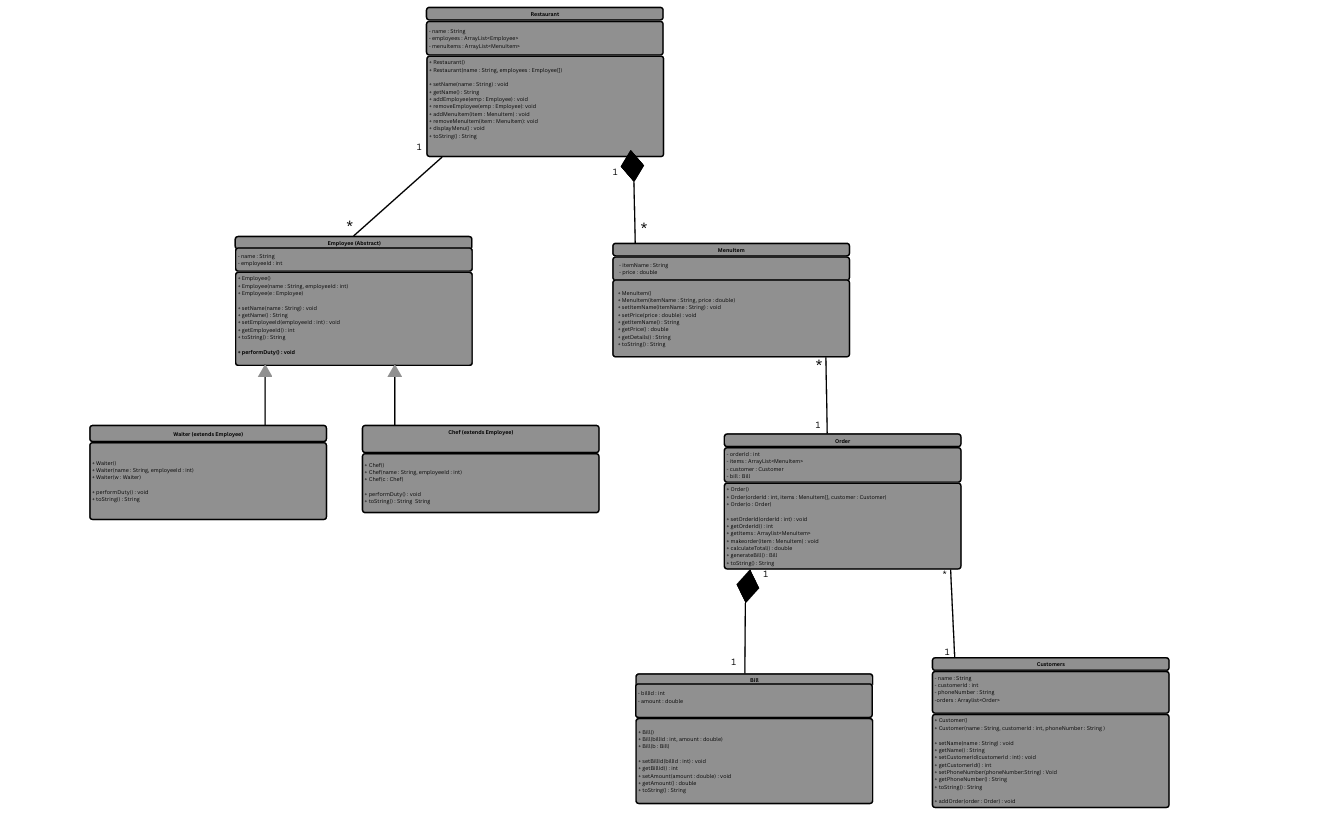 Restaurant
- name : String
- employees : ArrayList<Employee>
- menuItems : ArrayList<MenuItem>
+ Restaurant()
+ Restaurant(name : String, employees : Employee[])
+ setName(name : String) : void
+ getName() : String
+ addEmployee(emp : Employee) : void
+ removeEmployee(emp : Employee): void
+ addMenuItem(item : MenuItem) : void
+ removeMenuItem(item : MenuItem): void
+ displayMenu() : void
+ toString() : String
1
*
1
*
Employee (Abstract)
- name : String
- employeeId : int
+ Employee()
+ Employee(name : String, employeeId : int)
+ Employee(e : Employee)
+ setName(name : String) : void
+ getName() : String
+ setEmployeeId(employeeId : int) : void
+ getEmployeeId() : int
+ toString() : String
+ performDuty() : void
MenuItem
- itemName : String
- price : double
+ MenuItem()
+ MenuItem(itemName : String, price : double)
+ setItemName(itemName : String) : void
+ setPrice(price : double) : void
+ getItemName() : String
+ getPrice() : double
+ getDetails() : String
+ toString() : String
*
1
Waiter (extends Employee)
+ Waiter()
+ Waiter(name : String, employeeId : int)
+ Waiter(w : Waiter)
+ performDuty() : void
+ toString() : String
Chef (extends Employee)
+ Chef()
+ Chef(name : String, employeeId : int)
+ Chef(c : Chef)
+ performDuty() : void
+ toString() : String String
Order
- orderId : int
- items : ArrayList<MenuItem>
- customer : Customer
- bill : Bill
+ Order()
+ Order(orderId : int, items : MenuItem[], customer : Customer)
+ Order(o : Order)
+ setOrderId(orderId : int) : void
+ getOrderId() : int
+ getItems : Arraylist<MenuItem>
+ makeorder(item : MenuItem) : void
+ calculateTotal() : double
+ generateBill() : Bill
+ toString() : String
1
*
1
1
Bill
- billId : int
- amount : double
+ Bill()
+ Bill(billId : int, amount : double)
+ Bill(b : Bill)
+ setBillId(billId : int) : void
+ getBillId() : int
+ setAmount(amount : double) : void
+ getAmount() : double
+ toString() : String
Customers
- name : String
- customerId : int
- phoneNumber : String
-orders : Arraylist<Order>
+ Customer()
+ Customer(name : String, customerId : int, phoneNumber : String )
+ setName(name : String) : void
+ getName() : String
+ setCustomerId(customerId : int) : void
+ getCustomerId() : int
+ setPhoneNumber(phoneNumber:String) : Void
+ getPhoneNumber() : String
+ toString() : String
+ addOrder(order : Order) : void